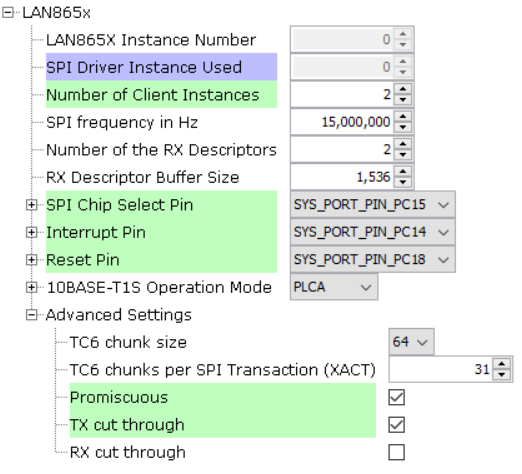 LAN865x
LAN865X Instance Number 0
SPI Driver Instance Used 0
Number of Client Instances 2
SPI frequency in Hz 15,000,000
Number of the RX Descriptors 2
RX Descriptor Buffer Size 1,536
SPI Chip Select Pin SYS_PORT_PIN_PC15
Interrupt Pin SYS_PORT_PIN_PC14
Reset Pin SYS_PORT_PIN_PC18
10BASE-T1S Operation Mode PLCA
Advanced Settings
TC6 chunk size 64
TC6 chunks per SPI Transaction (XACT) 31
Promiscuous
TX cut through
RX cut through